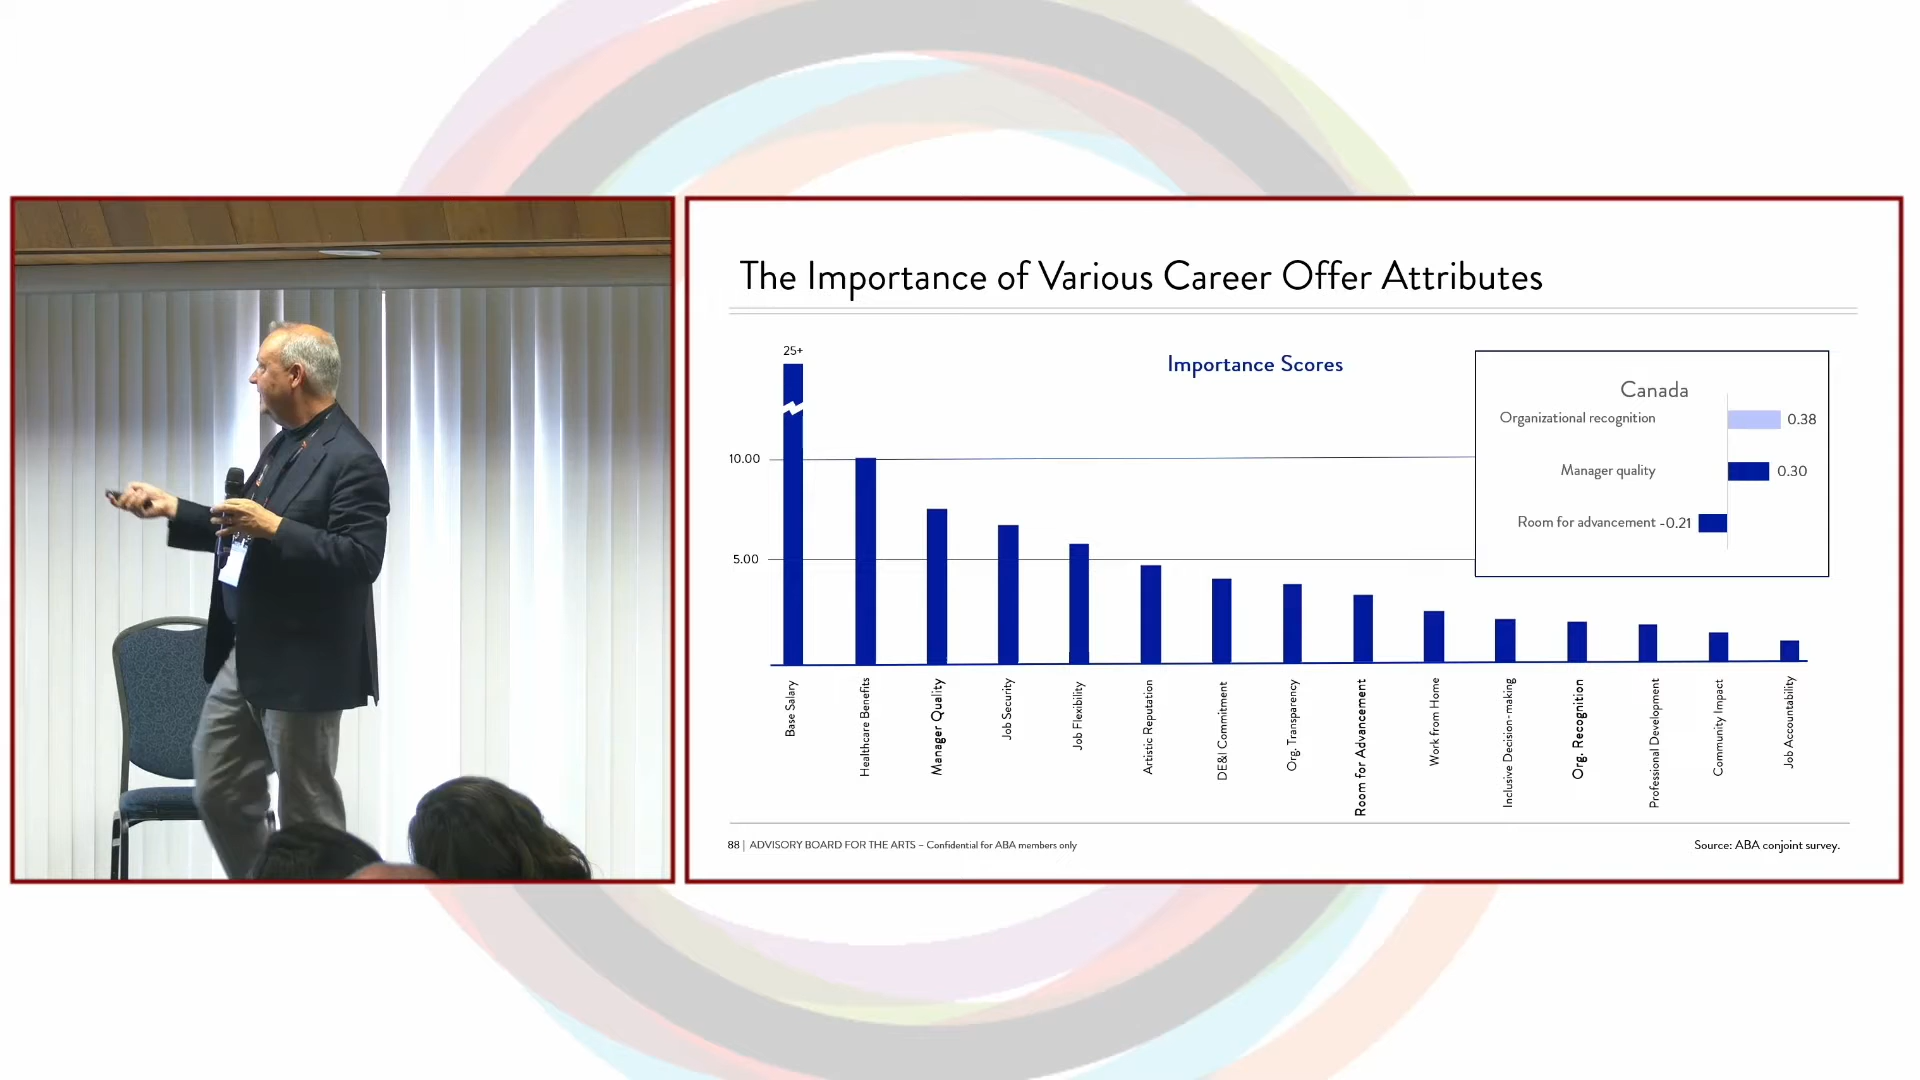 The Importance of Various Career Offer Attributes
Importance Scores
25+
10.00
5.00
Base Salary
Healthcare Benefits
Manager Quality
Job Security
Job Flexibility
Artistic Reputation
DE&I Commitment
Org. Transparency
Room for Advancement
Work from Home
Inclusive Decision-making
Org. Recognition
Professional Development
Community Impact
Job Accountability
Canada
Organizational recognition 0.38
Manager quality 0.30
Room for advancement -0.21
88 | ADVISORY BOARD FOR THE ARTS – Confidential for ABA members only
Source: ABA conjoint survey.